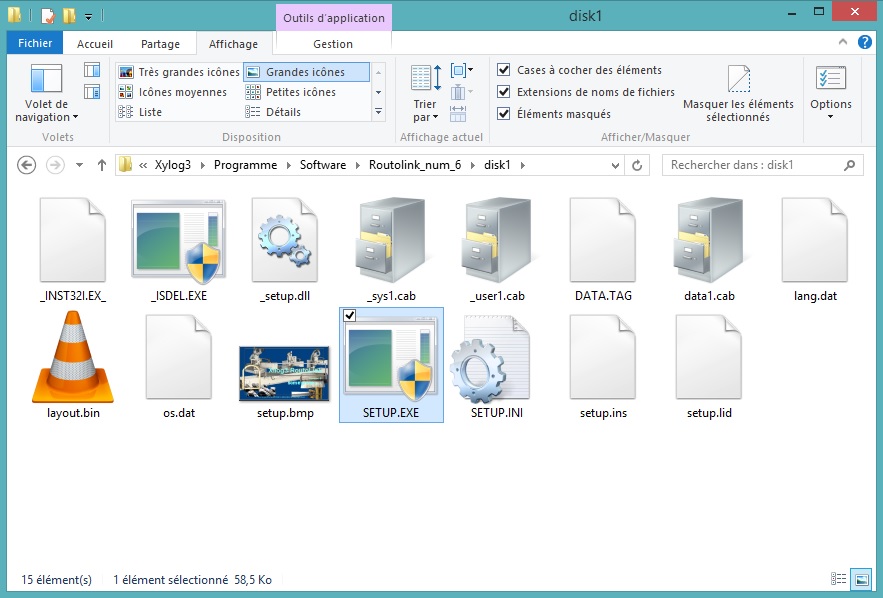 disk1
Outils d'application
Fichier
Accueil
Partage
Affichage
Gestion
Volet de
navigation
Volets
Très grandes icônes
Grandes icônes
Icônes moyennes
Petites icônes
Liste
Détails
Disposition
Trier
par
Affichage actuel
Cases à cocher des éléments
Extensions de noms de fichiers
Éléments masqués
Masquer les éléments
sélectionnés
Afficher/Masquer
Options
« Xylog3 Programme Software Routolink_num_6 disk1
Rechercher dans : disk1
_INST32I.EX_
_ISDEL.EXE
_setup.dll
_sys1.cab
_user1.cab
DATA.TAG
data1.cab
lang.dat
layout.bin
os.dat
setup.bmp
SETUP.EXE
SETUP.INI
setup.ins
setup.lid
15 élément(s)
1 élément sélectionné 58,5 Ko